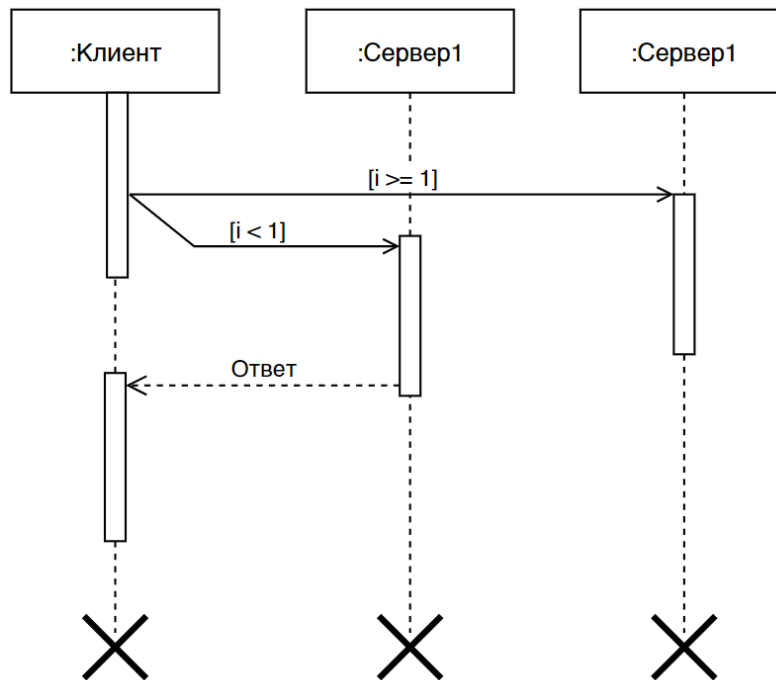 :Клиент
:Сервер1
:Сервер1
[i >= 1]
[i < 1]
Ответ